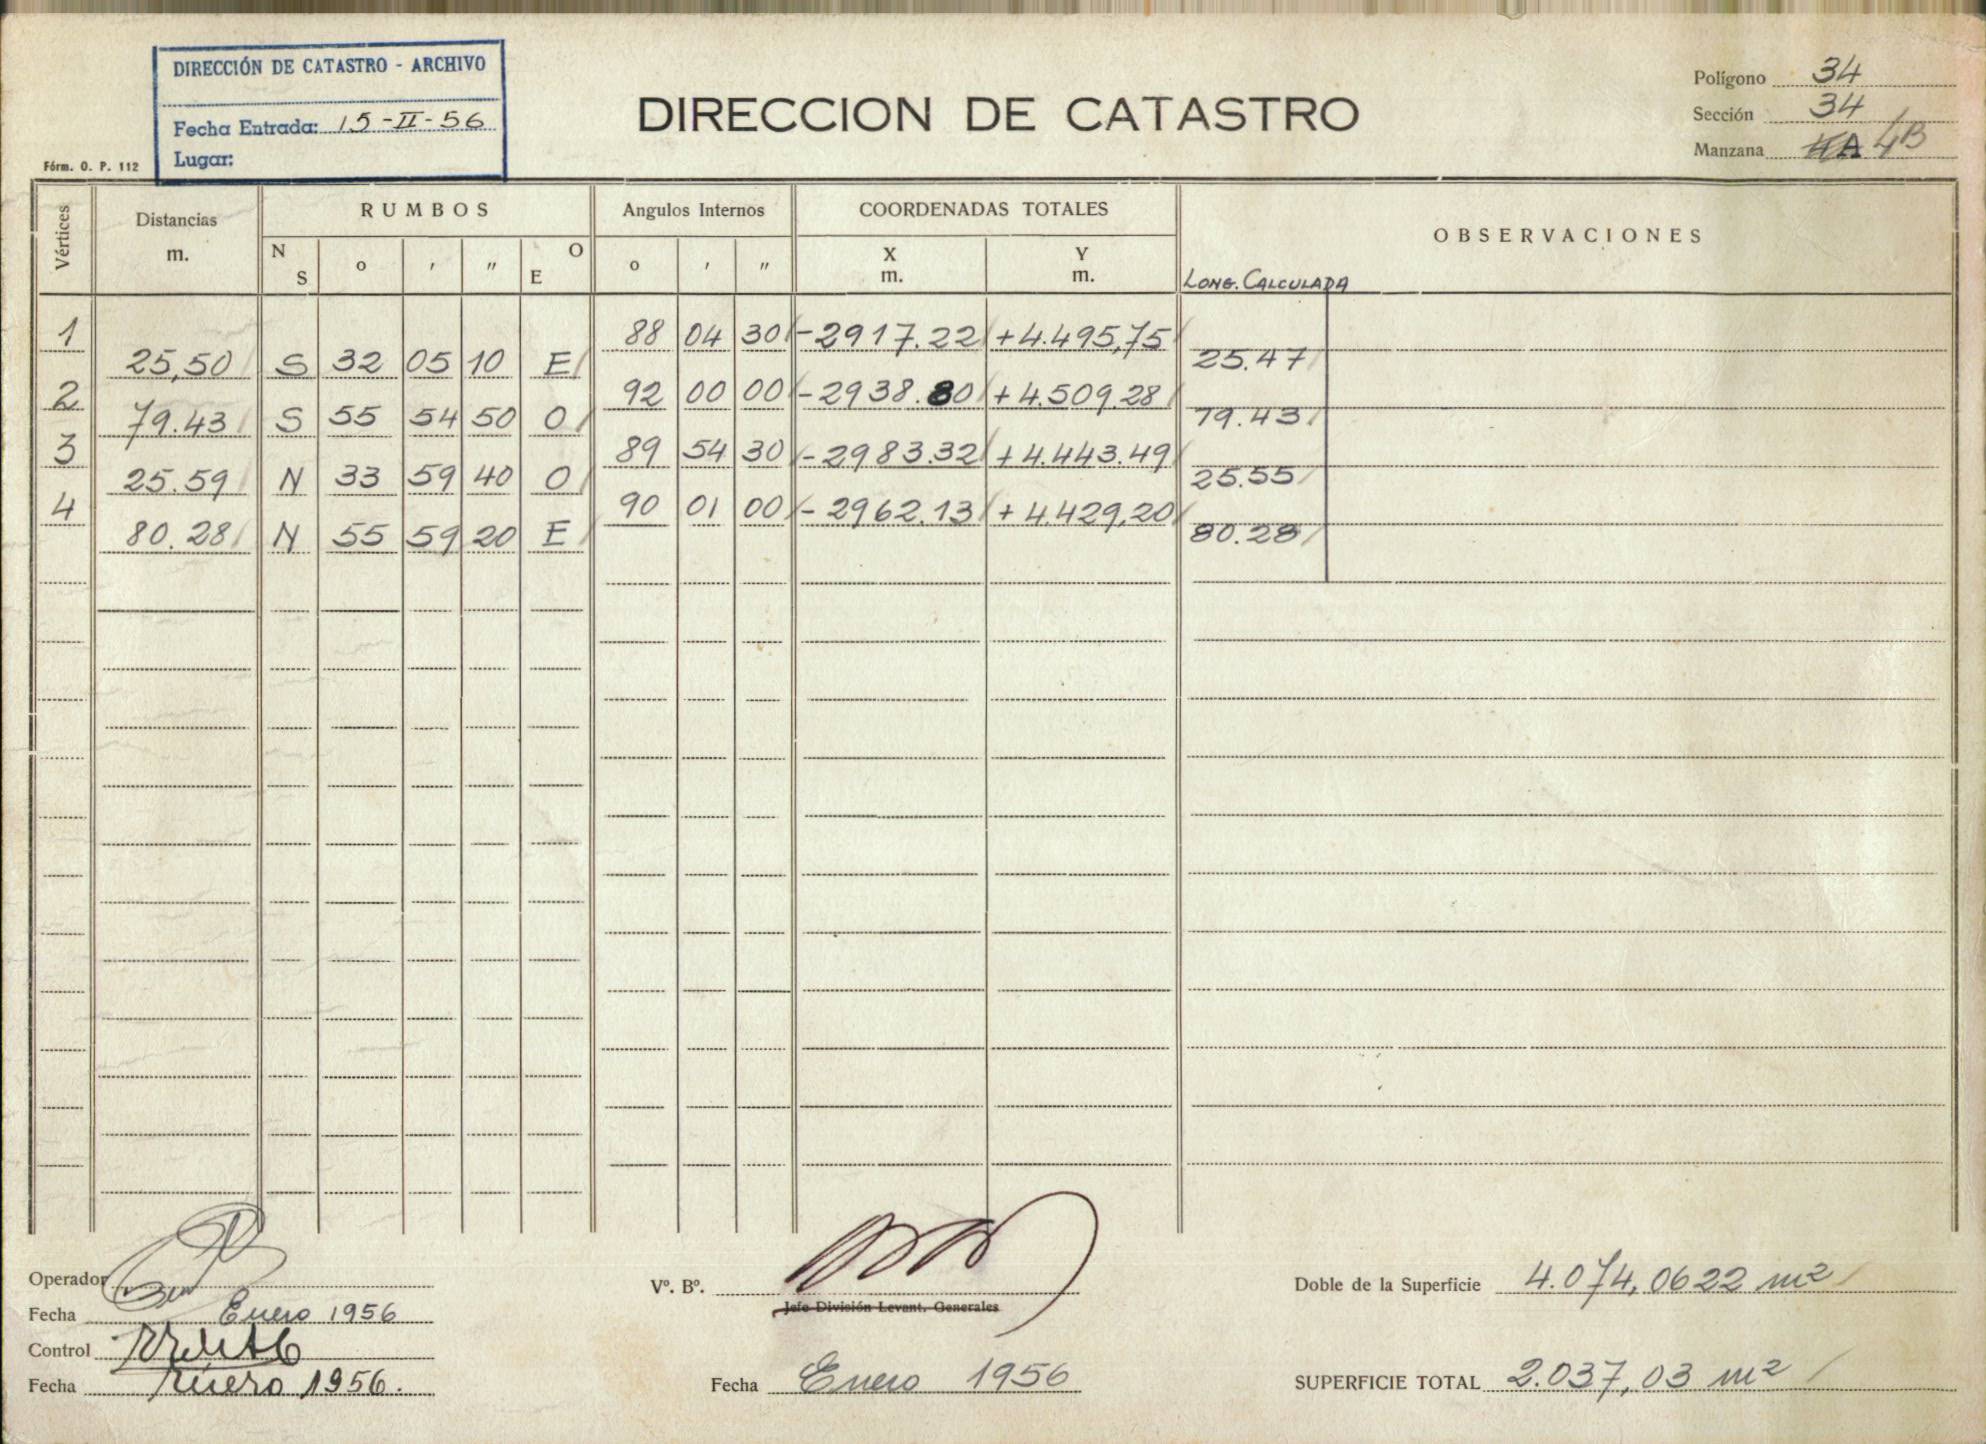 DIRECCIÓN DE CATASTRO - ARCHIVO
Fecha Entrada: 15-II-56
Lugar:
Fórm. O. P. 112
DIRECCION DE CATASTRO
Polígono 34
Sección 34
Manzana 4A 4B
Vértices
Distancias
m.
RUMBOS
N S o ' " E O
Angulos Internos
o ' "
COORDENADAS TOTALES
X
m.
Y
m.
OBSERVACIONES
LONG. CALCULADA
1 88 04 30 -2917.22 +4.495,75
25,50 S 32 05 10 E 25.47
2 92 00 00 -2938.80 +4.509.28
79.43 S 55 54 50 O 79.43
3 89 54 30 -2983.32 +4.443.49
25.59 N 33 59 40 O 25.55
4 90 01 00 -2962.13 +4.429,20
80.28 N 55 59 20 E 80.28
Operador
Fecha Enero 1956
Control
Fecha Enero 1956.
Vº. Bº.
Jefe División Levant. Generales
Fecha Enero 1956
Doble de la Superficie 4.074,0622 m²
SUPERFICIE TOTAL 2.037,03 m²